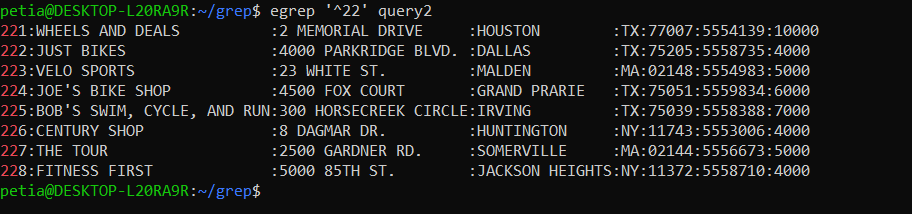 petia@DESKTOP-L20RA9R:~/grep$ egrep '^22' query2
221:WHEELS AND DEALS            :2 MEMORIAL DRIVE     :HOUSTON        :TX:77007:5554139:10000
222:JUST BIKES                  :4000 PARKRIDGE BLVD. :DALLAS         :TX:75205:5558735:4000
223:VELO SPORTS                 :23 WHITE ST.         :MALDEN         :MA:02148:5554983:5000
224:JOE'S BIKE SHOP             :4500 FOX COURT       :GRAND PRARIE   :TX:75051:5559834:6000
225:BOB'S SWIM, CYCLE, AND RUN:300 HORSECREEK CIRCLE:IRVING         :TX:75039:5558388:7000
226:CENTURY SHOP                :8 DAGMAR DR.         :HUNTINGTON     :NY:11743:5553006:4000
227:THE TOUR                    :2500 GARDNER RD.     :SOMERVILLE     :MA:02144:5556673:5000
228:FITNESS FIRST               :5000 85TH ST.        :JACKSON HEIGHTS:NY:11372:5558710:4000
petia@DESKTOP-L20RA9R:~/grep$